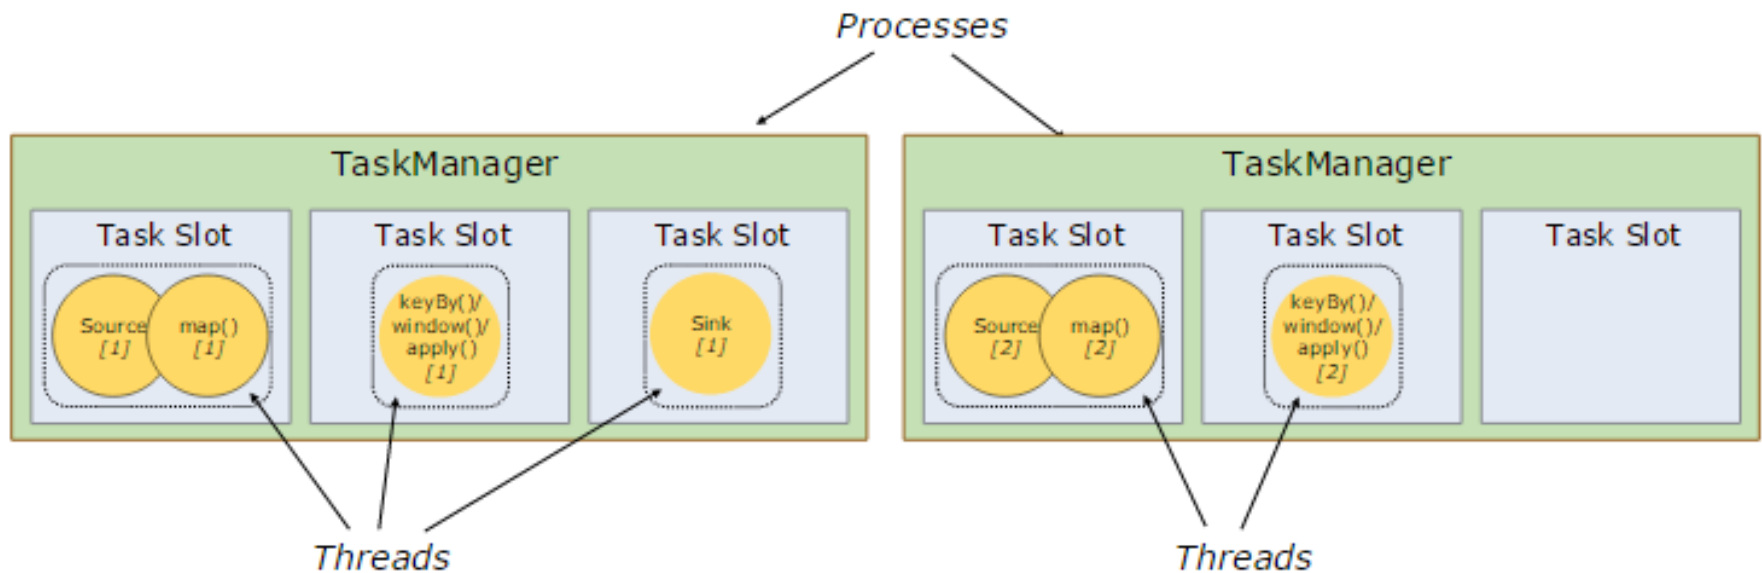 Processes
TaskManager
Task Slot
Source
[1]
map()
[1]
Task Slot
keyBy()/
window()/
apply()
[1]
Task Slot
Sink
[1]
TaskManager
Task Slot
Source
[2]
map()
[2]
Task Slot
keyBy()/
window()/
apply()
[2]
Task Slot
Threads
Threads